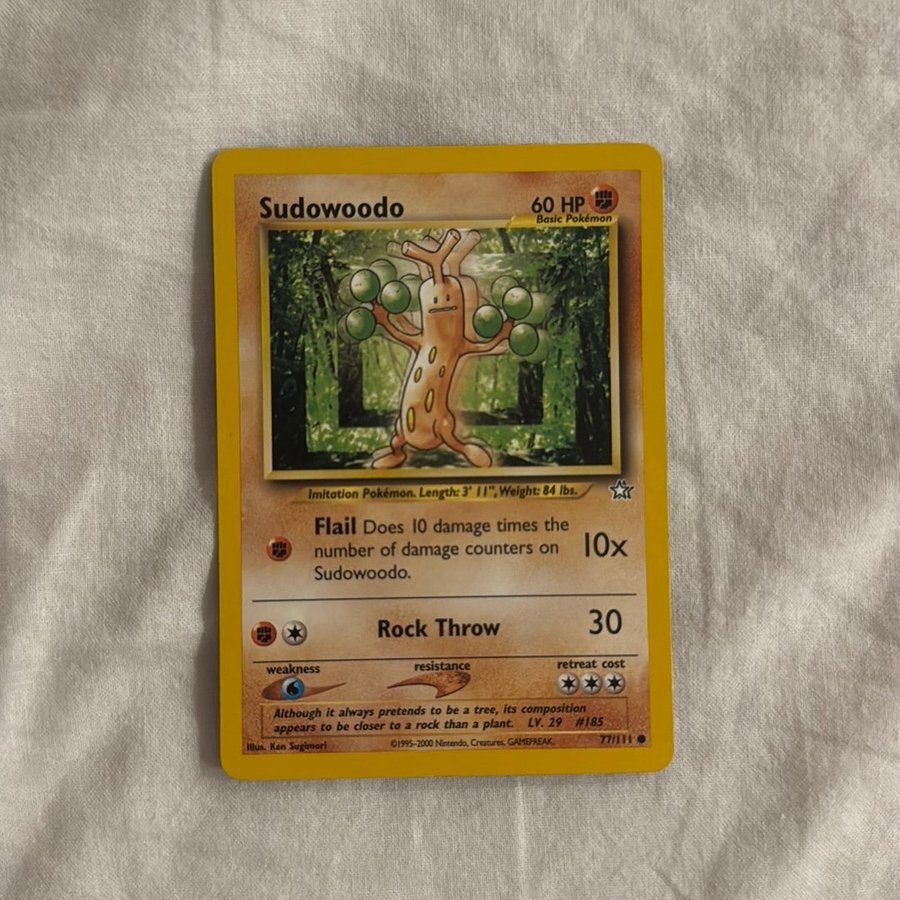 Sudowoodo 60 HP
Basic Pokémon
Imitation Pokémon. Length: 3' 11", Weight: 84 lbs.
Flail Does 10 damage times the
number of damage counters on
Sudowoodo.
10x
Rock Throw 30
weakness resistance retreat cost
Although it always pretends to be a tree, its composition
appears to be closer to a rock than a plant. LV. 29 #185
Illus. Ken Sugimori ©1995-2000 Nintendo, Creatures, GAMEFREAK. 77/111